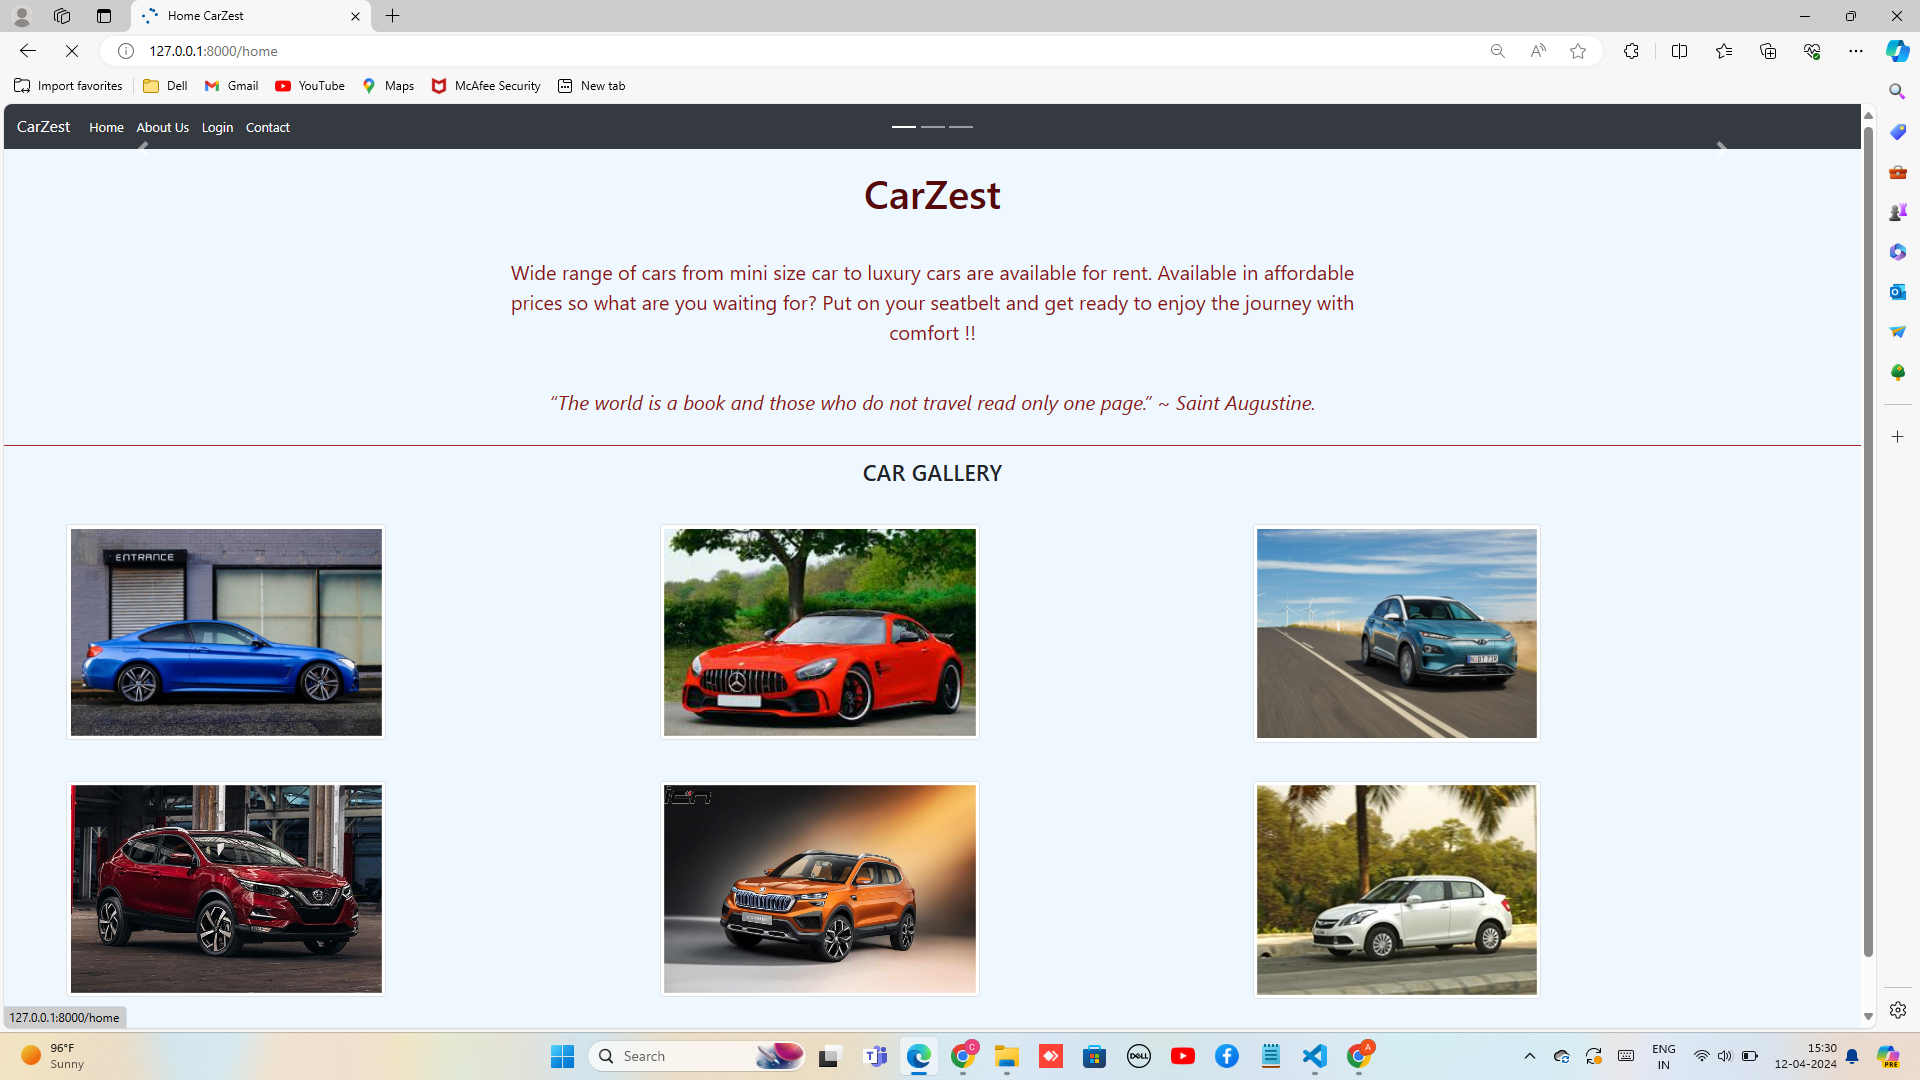 Home CarZest
127.0.0.1:8000/home
Import favorites Dell Gmail YouTube Maps McAfee Security New tab
CarZest Home About Us Login Contact
CarZest
Wide range of cars from mini size car to luxury cars are available for rent. Available in affordable
prices so what are you waiting for? Put on your seatbelt and get ready to enjoy the journey with
comfort !!
“The world is a book and those who do not travel read only one page.” ~ Saint Augustine.
CAR GALLERY
ENTRANCE
127.0.0.1:8000/home
96°F
Sunny
Search
DELL
C
A
ENG
IN
15:30
12-04-2024
PRE